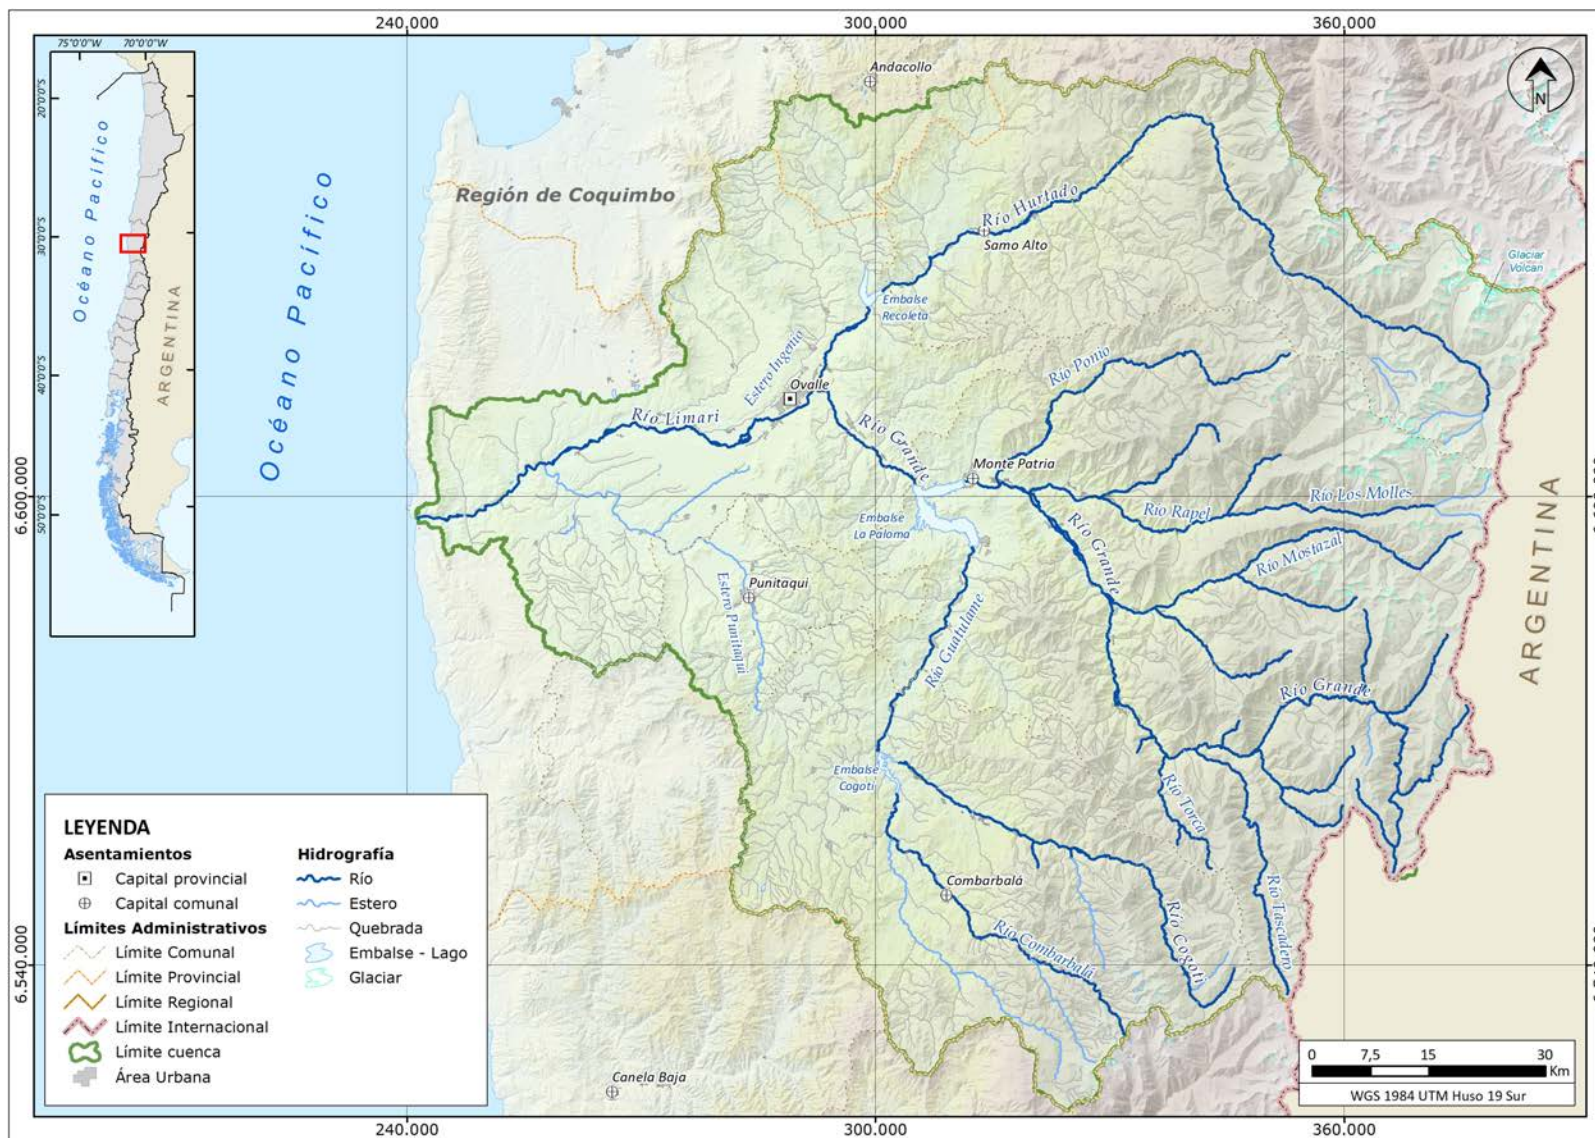 240.000
300.000
360.000
75°0'0"W
70°0'0"W
20°0'0"S
30°0'0"S
40°0'0"S
50°0'0"S
Océano Pacífico
ARGENTINA
Océano Pacífico
Región de Coquimbo
Andacollo
N
Río Hurtado
Samo Alto
Glaciar
Volcan
Embalse
Recoleta
Estero Ingenio
Río Ponio
Ovalle
Río Limari
Río Grande
Monte Patria
6.600.000
Río Los Molles
Río Rapel
Embalse
La Paloma
Río Grande
Río Mostazal
Punitaqui
Estero Punitaqui
Río Guatulame
ARGENTINA
Río Grande
Embalse
Cogoti
Río Torca
Combarbalá
Río Combarbalá
Río Cogotí
Río Tascadero
6.540.000
Canela Baja
LEYENDA
Asentamientos
Capital provincial
Capital comunal
Límites Administrativos
Límite Comunal
Límite Provincial
Límite Regional
Límite Internacional
Límite cuenca
Área Urbana
Hidrografía
Río
Estero
Quebrada
Embalse - Lago
Glaciar
0 7,5 15 30
Km
WGS 1984 UTM Huso 19 Sur
240.000
300.000
360.000